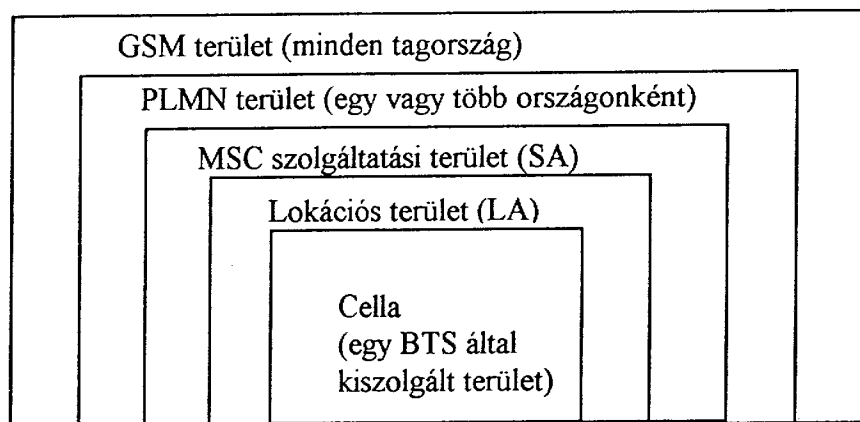 GSM terület (minden tagország)
PLMN terület (egy vagy több országonként)
MSC szolgáltatási terület (SA)
Lokációs terület (LA)
Cella
(egy BTS által
kiszolgált terület)